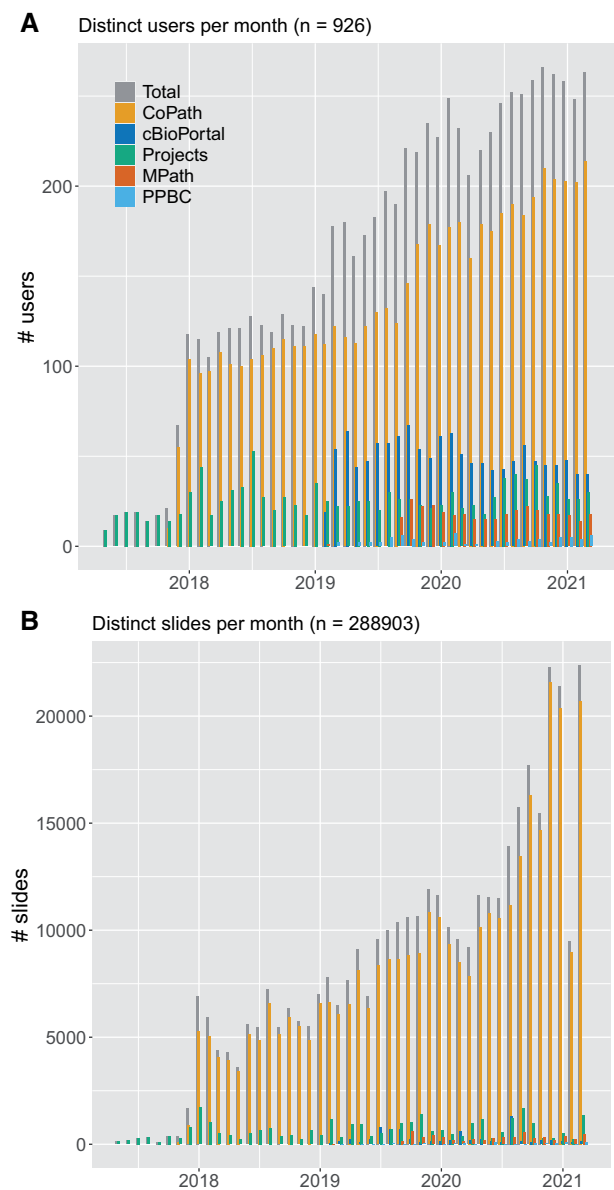 A
Distinct users per month (n = 926)
Total
CoPath
cBioPortal
Projects
MPath
PPBC
# users
200
100
0
2018 2019 2020 2021
B
Distinct slides per month (n = 288903)
# slides
20000
15000
10000
5000
0
2018 2019 2020 2021